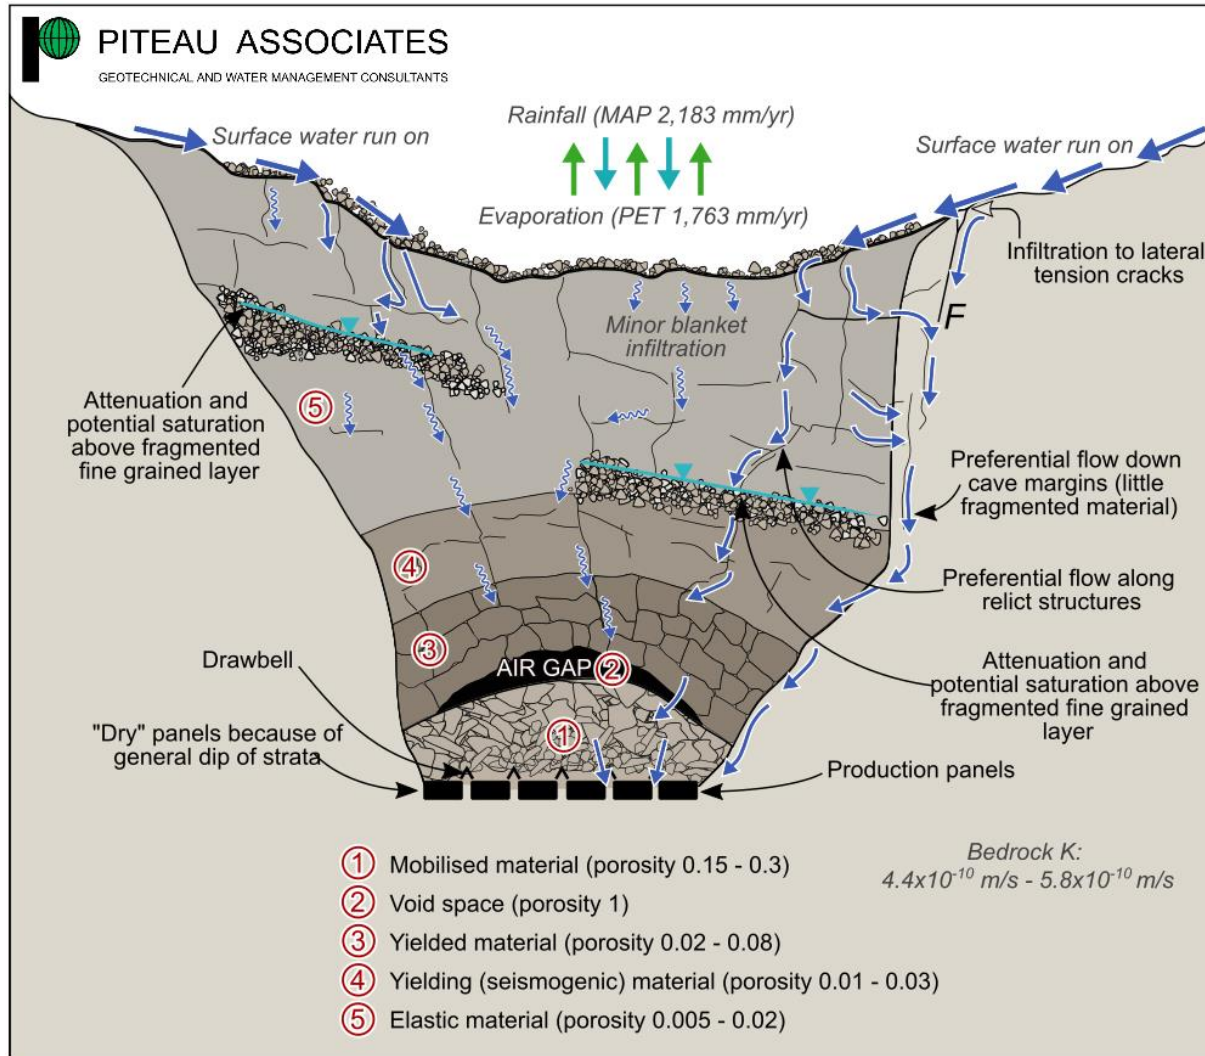 PITEAU ASSOCIATES
GEOTECHNICAL AND WATER MANAGEMENT CONSULTANTS
Rainfall (MAP 2,183 mm/yr)
Surface water run on
Surface water run on
Evaporation (PET 1,763 mm/yr)
Infiltration to lateral
tension cracks
F
Minor blanket
infiltration
Attenuation and
potential saturation
above fragmented
fine grained layer
5
Preferential flow down
cave margins (little
fragmented material)
4
Preferential flow along
relict structures
3
Drawbell
AIR GAP
2
Attenuation and
potential saturation above
fragmented fine grained
layer
"Dry" panels because of
general dip of strata
1
Production panels
1 Mobilised material (porosity 0.15 - 0.3)
2 Void space (porosity 1)
3 Yielded material (porosity 0.02 - 0.08)
4 Yielding (seismogenic) material (porosity 0.01 - 0.03)
5 Elastic material (porosity 0.005 - 0.02)
Bedrock K:
4.4x10⁻¹⁰ m/s - 5.8x10⁻¹⁰ m/s